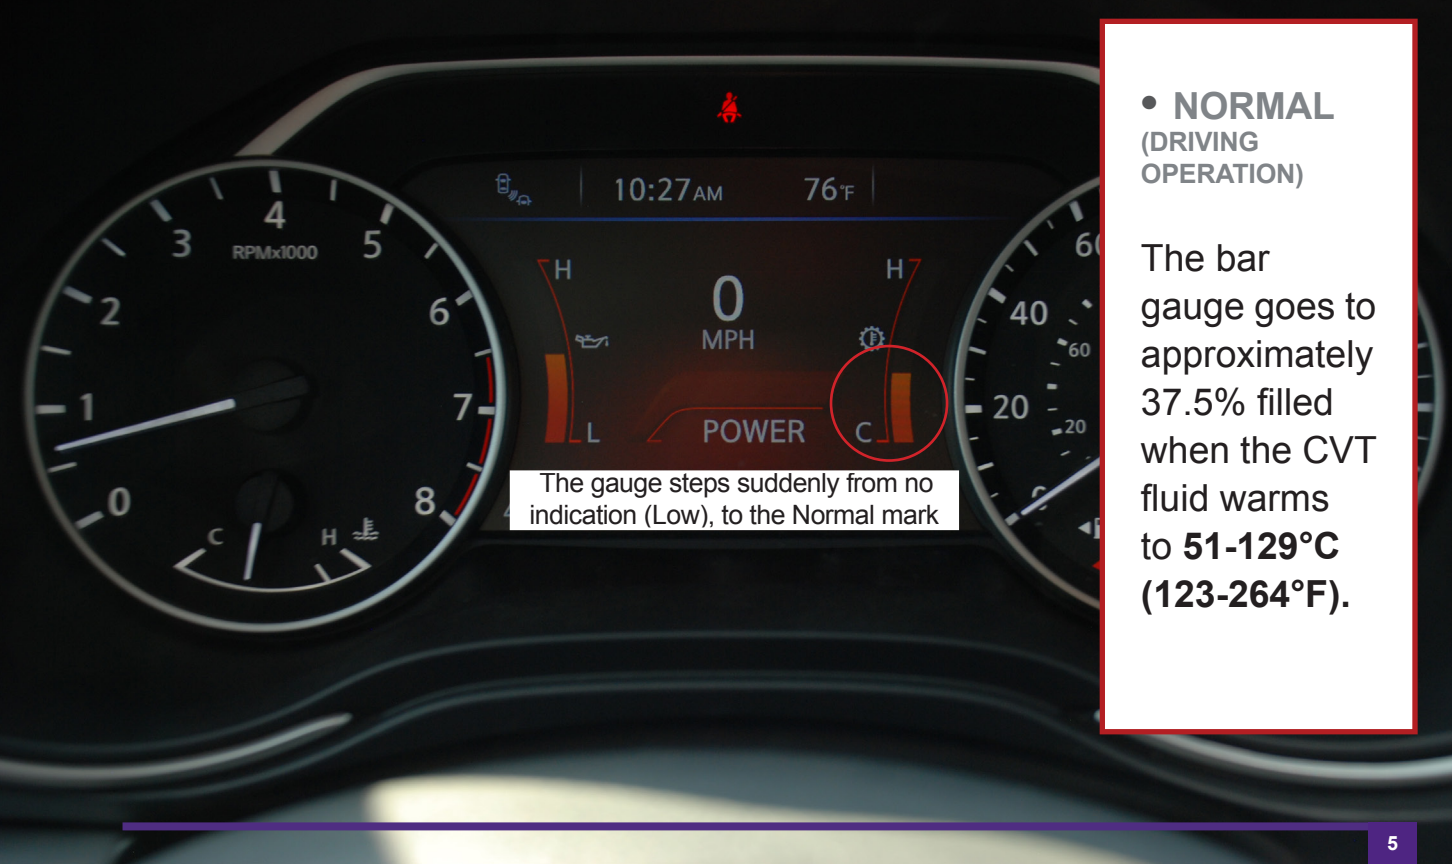 10:27AM
76°F
4
3
5
RPMx1000
2
6
1
7
0
8
C
H
H
H
0
MPH
L
C
POWER
60
40
60
20
20
0
The gauge steps suddenly from no
indication (Low), to the Normal mark
• NORMAL
(DRIVING
OPERATION)
The bar
gauge goes to
approximately
37.5% filled
when the CVT
fluid warms
to 51-129°C
(123-264°F).
5